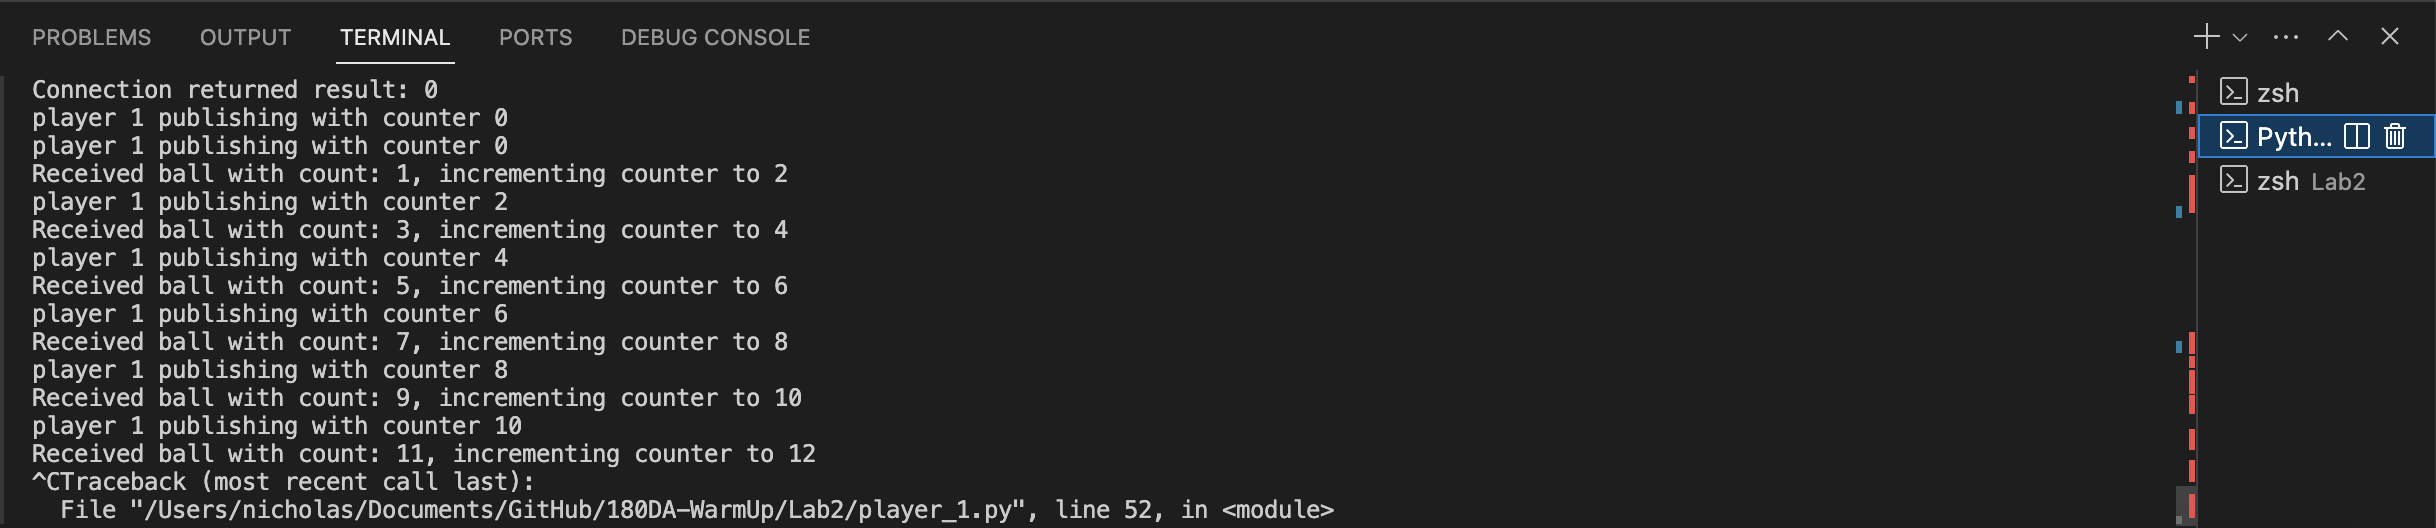 PROBLEMS OUTPUT TERMINAL PORTS DEBUG CONSOLE
Connection returned result: 0
player 1 publishing with counter 0
player 1 publishing with counter 0
Received ball with count: 1, incrementing counter to 2
player 1 publishing with counter 2
Received ball with count: 3, incrementing counter to 4
player 1 publishing with counter 4
Received ball with count: 5, incrementing counter to 6
player 1 publishing with counter 6
Received ball with count: 7, incrementing counter to 8
player 1 publishing with counter 8
Received ball with count: 9, incrementing counter to 10
player 1 publishing with counter 10
Received ball with count: 11, incrementing counter to 12
^CTraceback (most recent call last):
  File "/Users/nicholas/Documents/GitHub/180DA-WarmUp/Lab2/player_1.py", line 52, in <module>
zsh
Pyth...
zsh Lab2